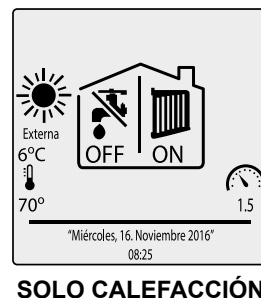 Externa
6ºC
OFF ON
70º
1.5
"Miércoles, 16. Noviembre 2016"
08:25
SOLO CALEFACCIÓN